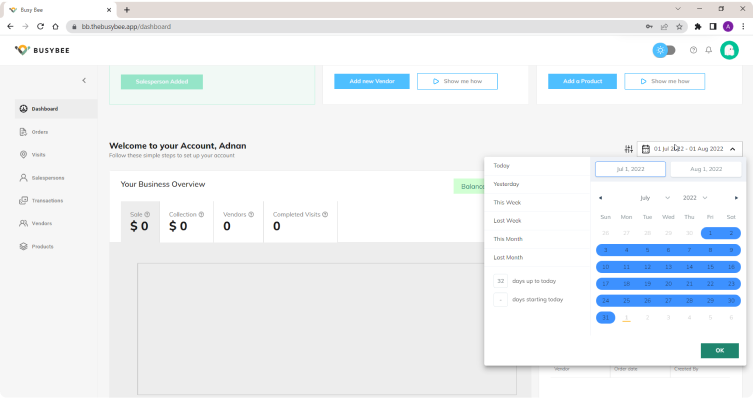 Busy Bee
bb.thebusybee.app/dashboard
A
BUSYBEE
Salesperson Added
Add new Vendor
Show me how
Add a Product
Show me how
Dashboard
Orders
Visits
Salespersons
Transactions
Vendors
Products
Welcome to your Account, Adnan
Follow these simple steps to set up your account
01 Jul 2022 - 01 Aug 2022
Your Business Overview
Balance
Sale
$ 0
Collection
$ 0
Vendors
0
Completed Visits
0
Today
Yesterday
This Week
Last Week
This Month
Last Month
32 days up to today
- days starting today
Jul 1, 2022
Aug 1, 2022
July
2022
Sun Mon Tue Wed Thu Fri Sat
26 27 28 29 30 1 2
3 4 5 6 7 8 9
10 11 12 13 14 15 16
17 18 19 20 21 22 23
24 25 26 27 28 29 30
31 1 2 3 4 5 6
OK
Vendor
Order date
Created By